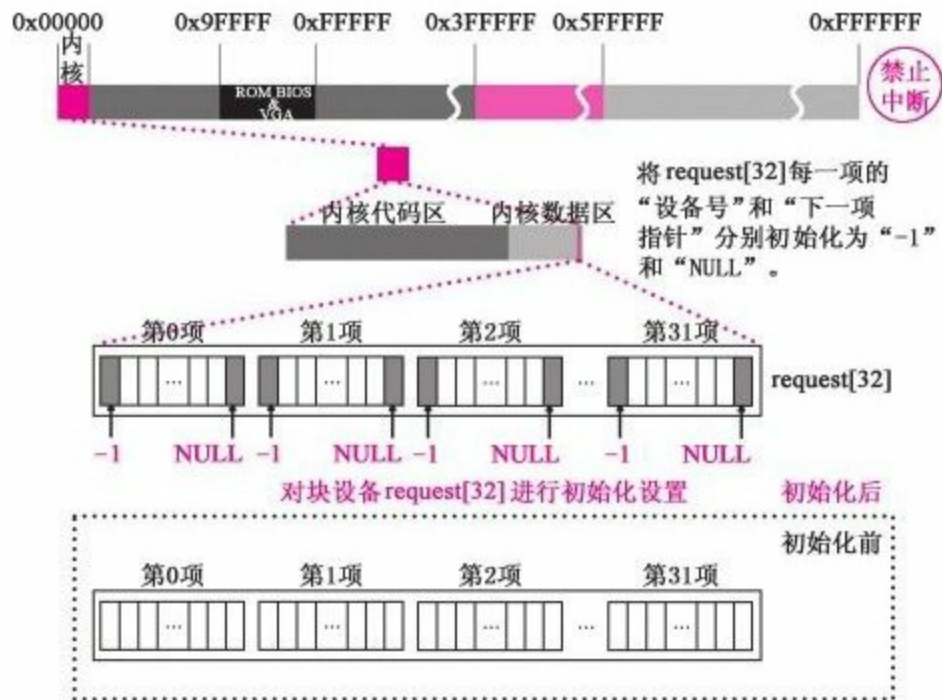 0x00000 0x9FFFF 0xFFFFF 0x3FFFFF 0x5FFFFF 0xFFFFFF
内核
ROM BIOS
&
VGA
禁止
中断
将request[32]每一项的
“设备号”和“下一项
指针”分别初始化为“-1”
和“NULL”。
内核代码区 内核数据区
第0项 第1项 第2项 第31项
... ... ... ... ...
request[32]
-1 NULL -1 NULL -1 NULL -1 NULL
对块设备request[32]进行初始化设置 初始化后
初始化前
第0项 第1项 第2项 第31项
... ... ... ... ...